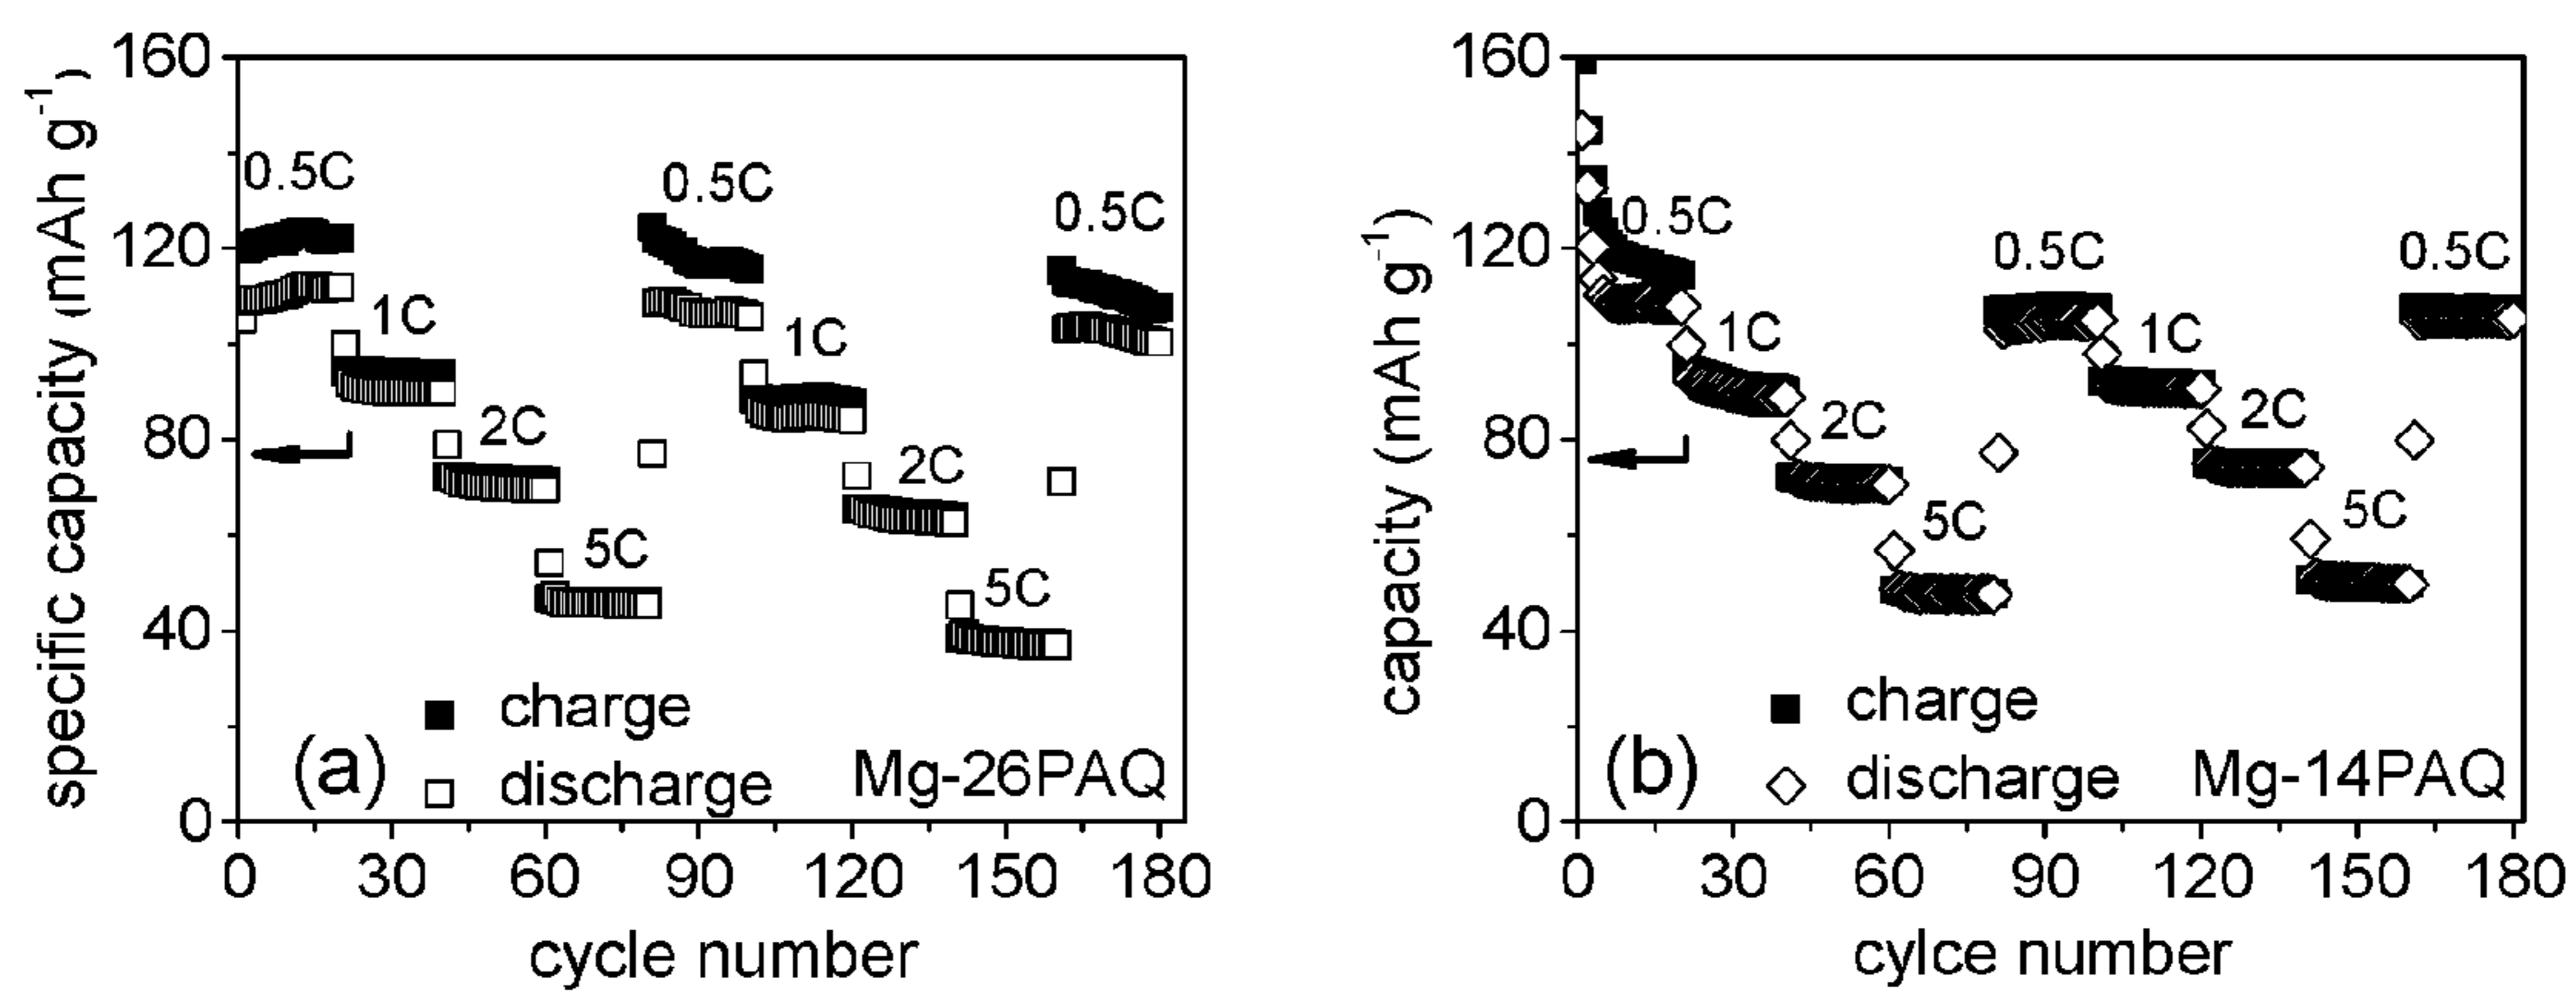 specific capacity (mAh g-1)
160
120
80
40
0
0.5C
1C
2C
5C
0.5C
1C
2C
5C
0.5C
charge
discharge
(a)
Mg-26PAQ
0 30 60 90 120 150 180
cycle number
capacity (mAh g-1)
160
120
80
40
0
0.5C
1C
2C
5C
0.5C
1C
2C
5C
0.5C
charge
discharge
(b)
Mg-14PAQ
0 30 60 90 120 150 180
cylce number